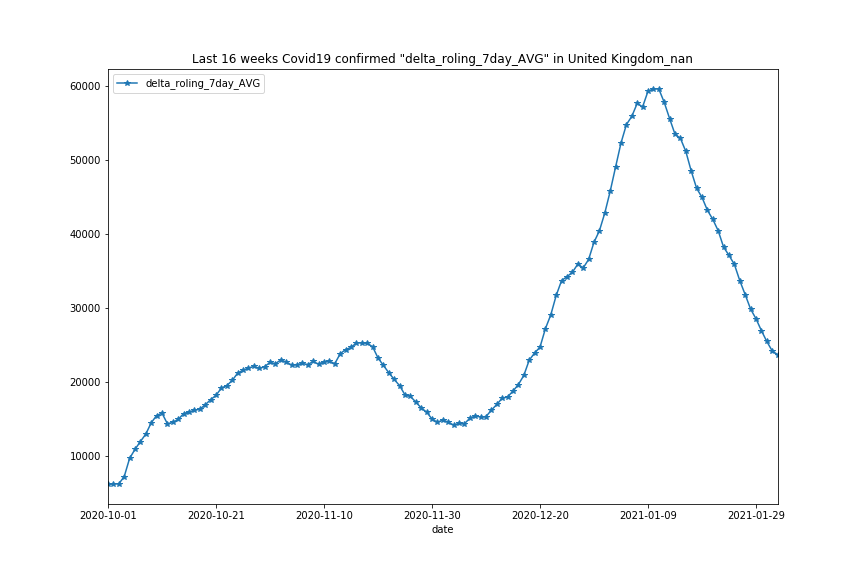 Last 16 weeks Covid19 confirmed "delta_roling_7day_AVG" in United Kingdom_nan
delta_roling_7day_AVG
60000
50000
40000
30000
20000
10000
2020-10-01 2020-10-21 2020-11-10 2020-11-30 2020-12-20 2021-01-09 2021-01-29
date